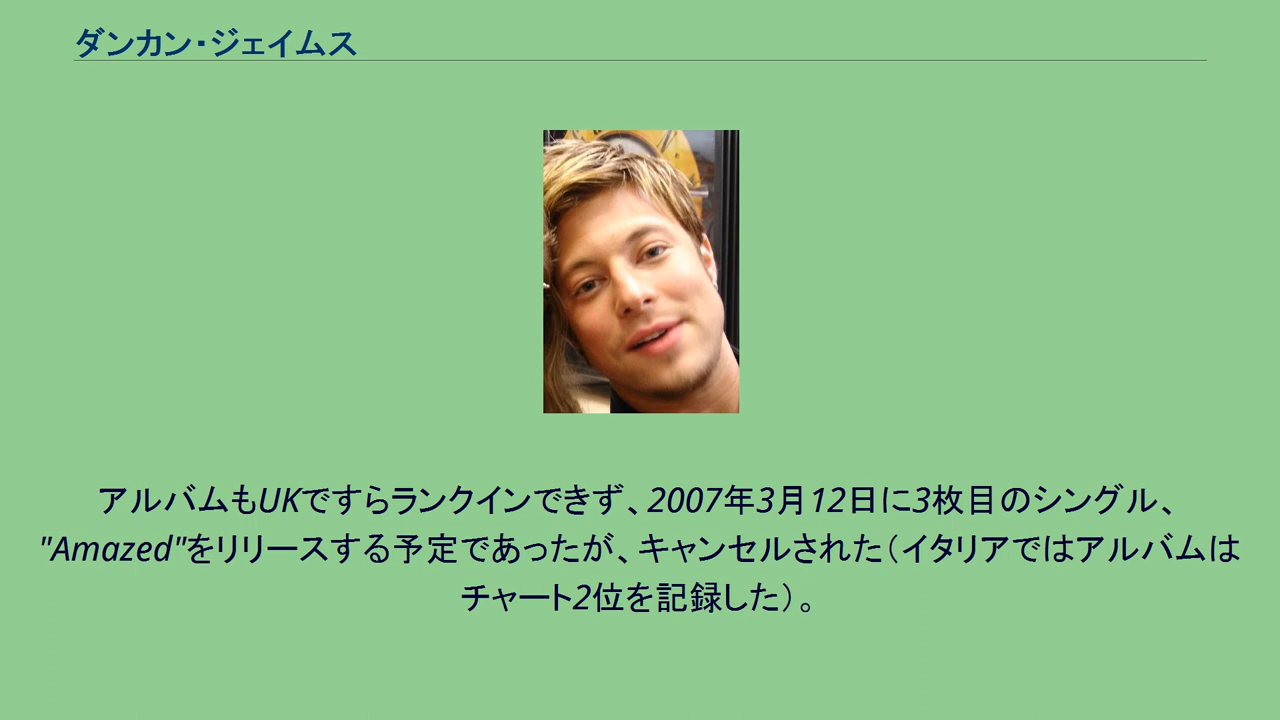 ダンカン・ジェイムス
アルバムもUKですらランクインできず、2007年3月12日に3枚目のシングル、
"Amazed"をリリースする予定であったが、キャンセルされた（イタリアではアルバムは
チャート2位を記録した）。